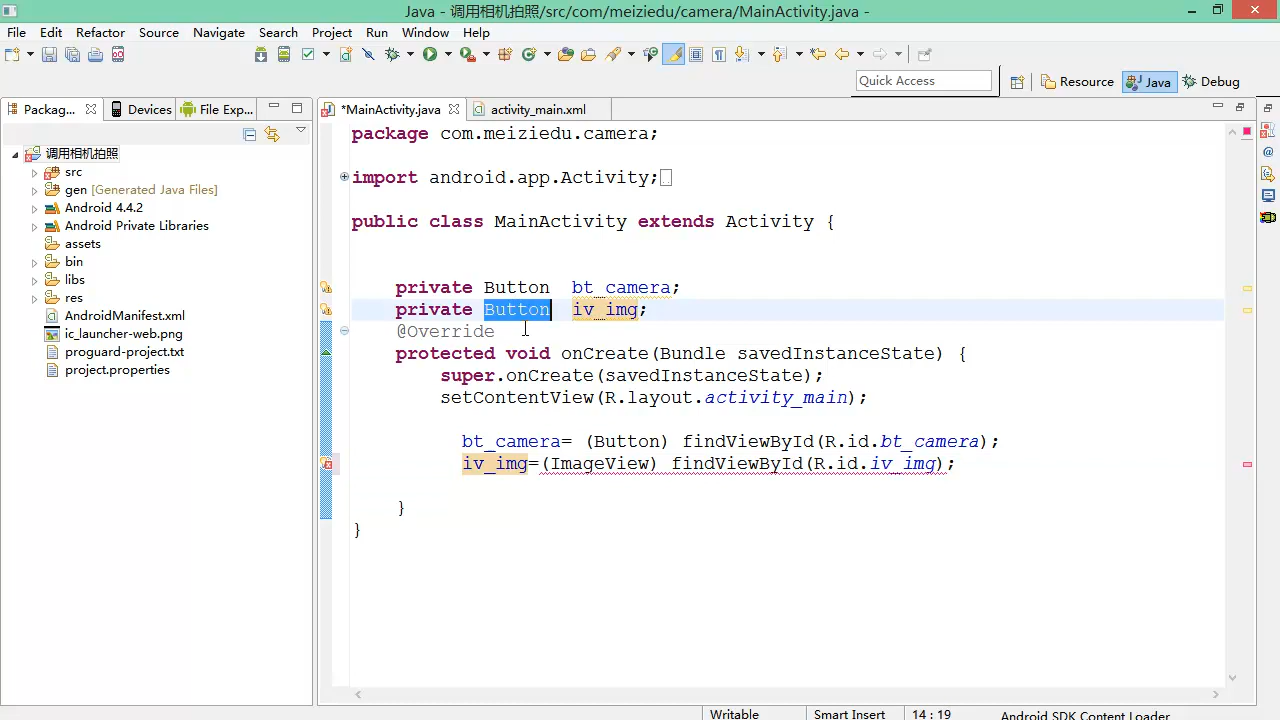 Java - 调用相机拍照/src/com/meiziedu/camera/MainActivity.java -
File Edit Refactor Source Navigate Search Project Run Window Help
Quick Access
Resource
Java
Debug
Packag...
Devices
File Exp...
*MainActivity.java
activity_main.xml
调用相机拍照
src
gen [Generated Java Files]
Android 4.4.2
Android Private Libraries
assets
bin
libs
res
AndroidManifest.xml
ic_launcher-web.png
proguard-project.txt
project.properties
package com.meiziedu.camera;
import android.app.Activity;
public class MainActivity extends Activity {
private Button bt_camera;
private Button iv_img;
@Override
protected void onCreate(Bundle savedInstanceState) {
super.onCreate(savedInstanceState);
setContentView(R.layout.activity_main);
bt_camera= (Button) findViewById(R.id.bt_camera);
iv_img=(ImageView) findViewById(R.id.iv_img);
}
}
Writable
Smart Insert
14 : 19
Android SDK Content Loader